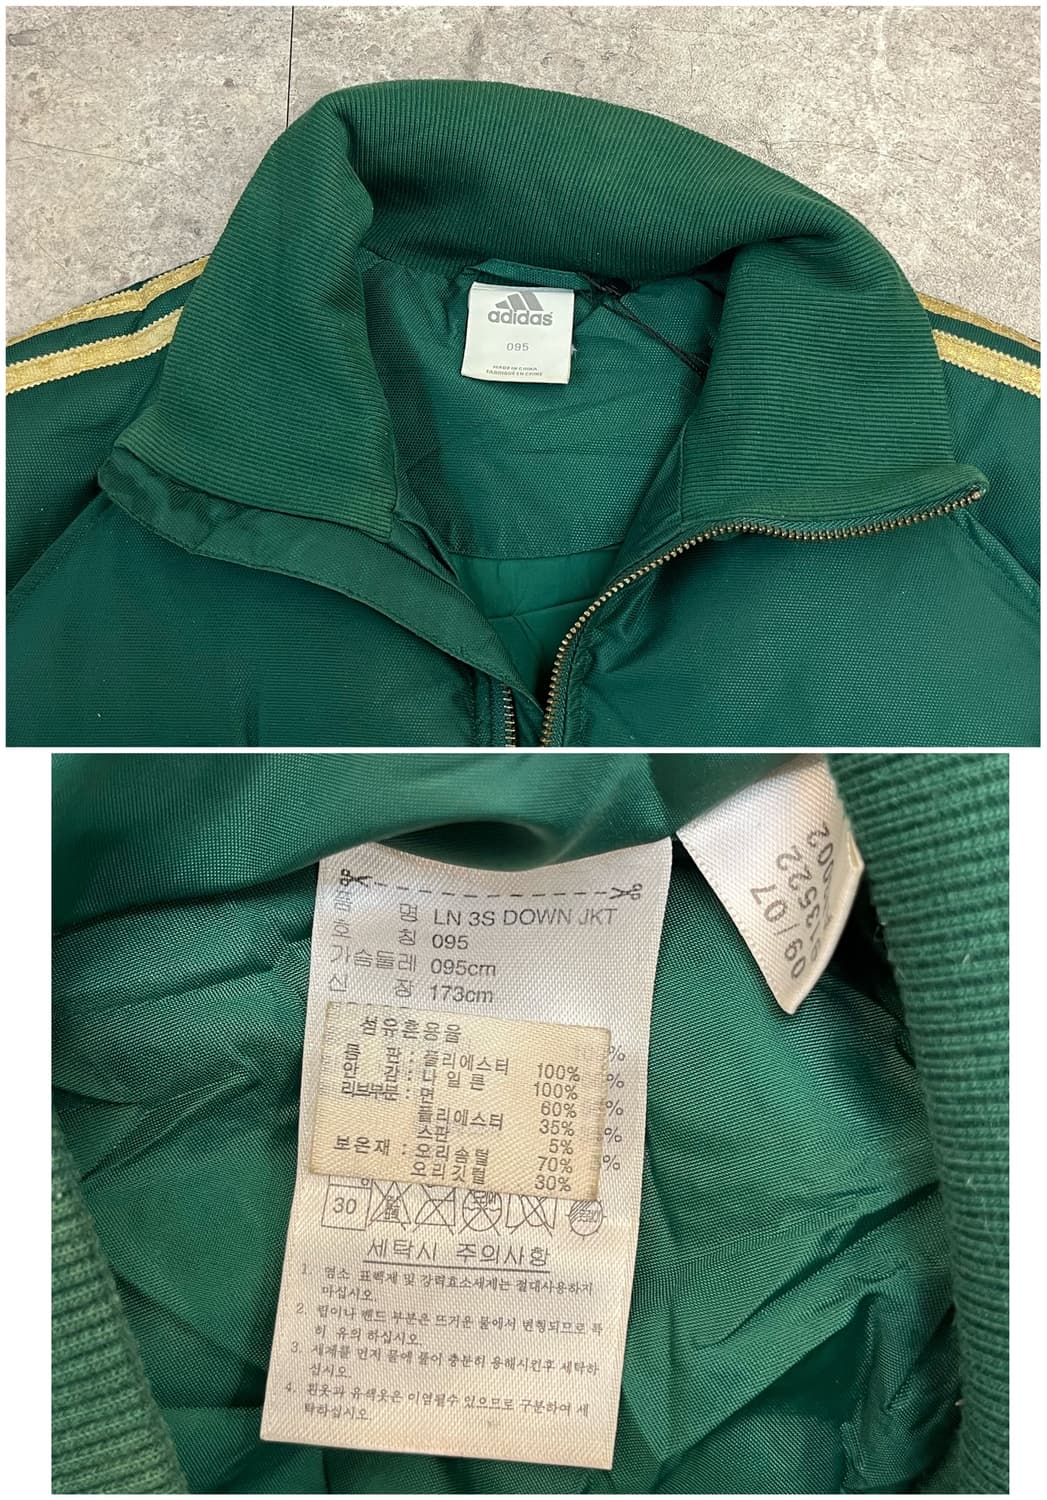 adidas
095
MADE IN CHINA
FABRIQUÉ EN CHINE
품 명 LN 3S DOWN JKT
호 칭 095
가슴둘레 095cm
신 장 173cm
섬유혼용율
겉 판 : 폴리에스터 100%
안 감 : 나일론 100%
리브부분 : 면 60%
폴리에스터 35%
스판 5%
보온재 : 오리솜털 70%
오리깃털 30%
30
세탁시 주의사항
1. 염소 표백제 및 강력효소세제는 절대사용하지
마십시오.
2. 립이나 밴드 부분은 뜨거운 물에서 변형되므로 특
히 유의 하십시오.
3. 세제를 먼저 물에 풀어 충분히 용해시킨후 세탁하
십시오.
4. 흰옷과 유색옷은 이염될수 있으므로 구분하여 세
탁하십시오.
09/07